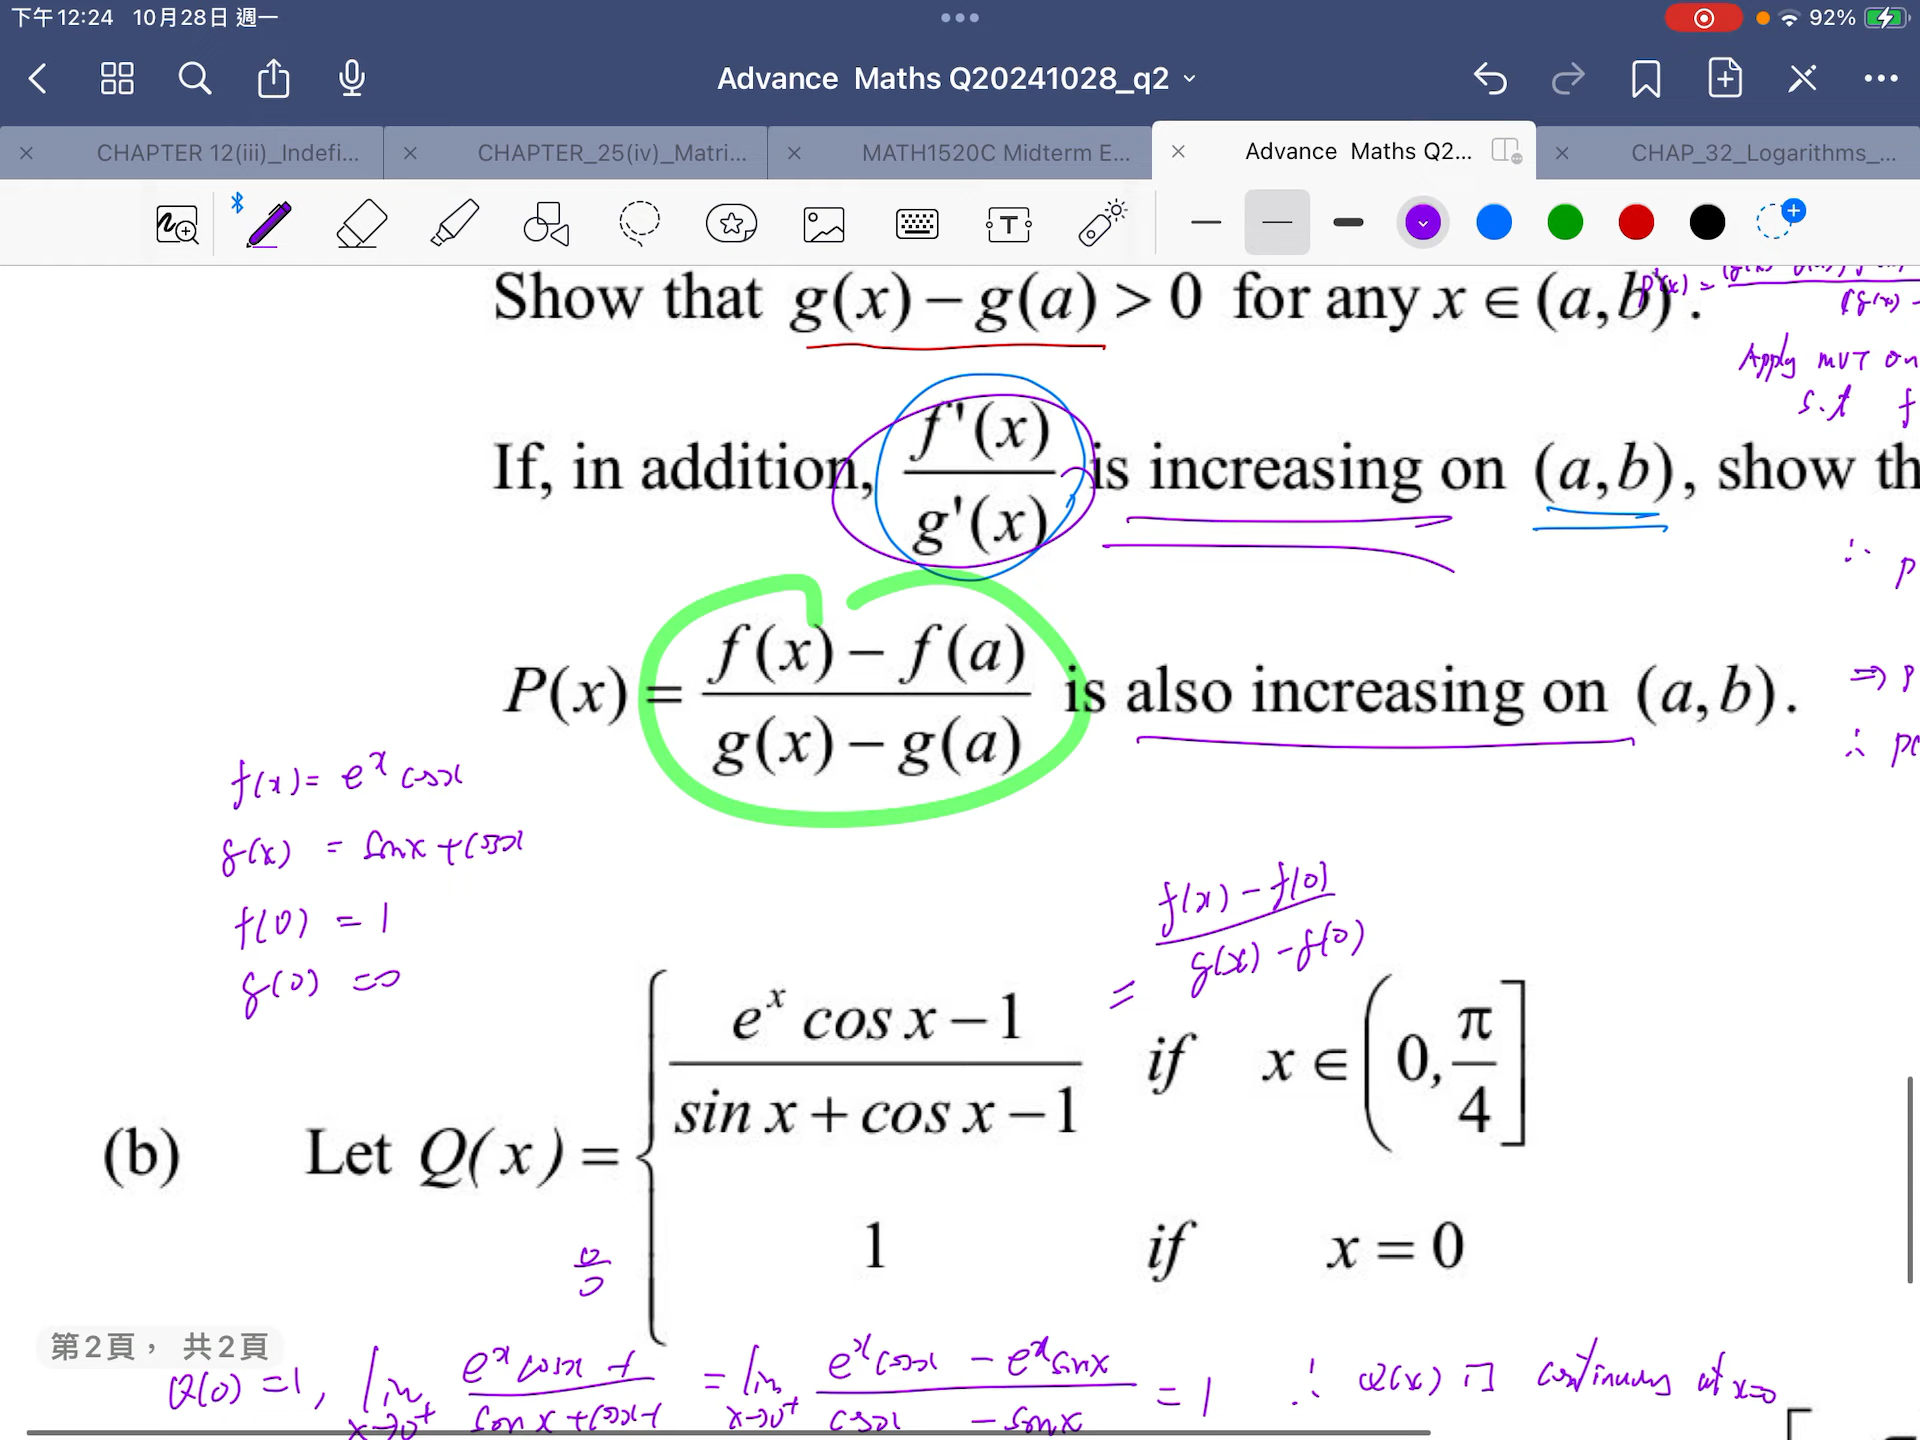 下午12:24 10月28日 週一 92%
Advance Maths Q20241028_q2
CHAPTER 12(iii)_Indefi... CHAPTER_25(iv)_Matri... MATH1520C Midterm E... Advance Maths Q2... CHAP_32_Logarithms_...
Show that g(x) − g(a) > 0 for any x ∈ (a,b).
Apply MVT on
s.t f
If, in addition, f'(x)/g'(x) is increasing on (a,b), show th
∴ P
P(x) = (f(x) − f(a))/(g(x) − g(a)) is also increasing on (a,b).
f(x) = e^x cosx
g(x) = sinx + cosx
f(0) = 1
= (f(x) − f(0))/(g(x) − g(0))
(b) Let Q(x) = { (e^x cos x − 1)/(sin x + cos x − 1) if x ∈ (0, π/4]
1 if x = 0
0/0
第2頁， 共2頁
Q(0) = 1, lim x→0+ (e^x cosx − 1)/(sinx + cosx − 1) = lim x→0+ (e^x cosx − e^x sinx)/(cosx − sinx) = 1 ∴ Q(x) is continuous at x=0